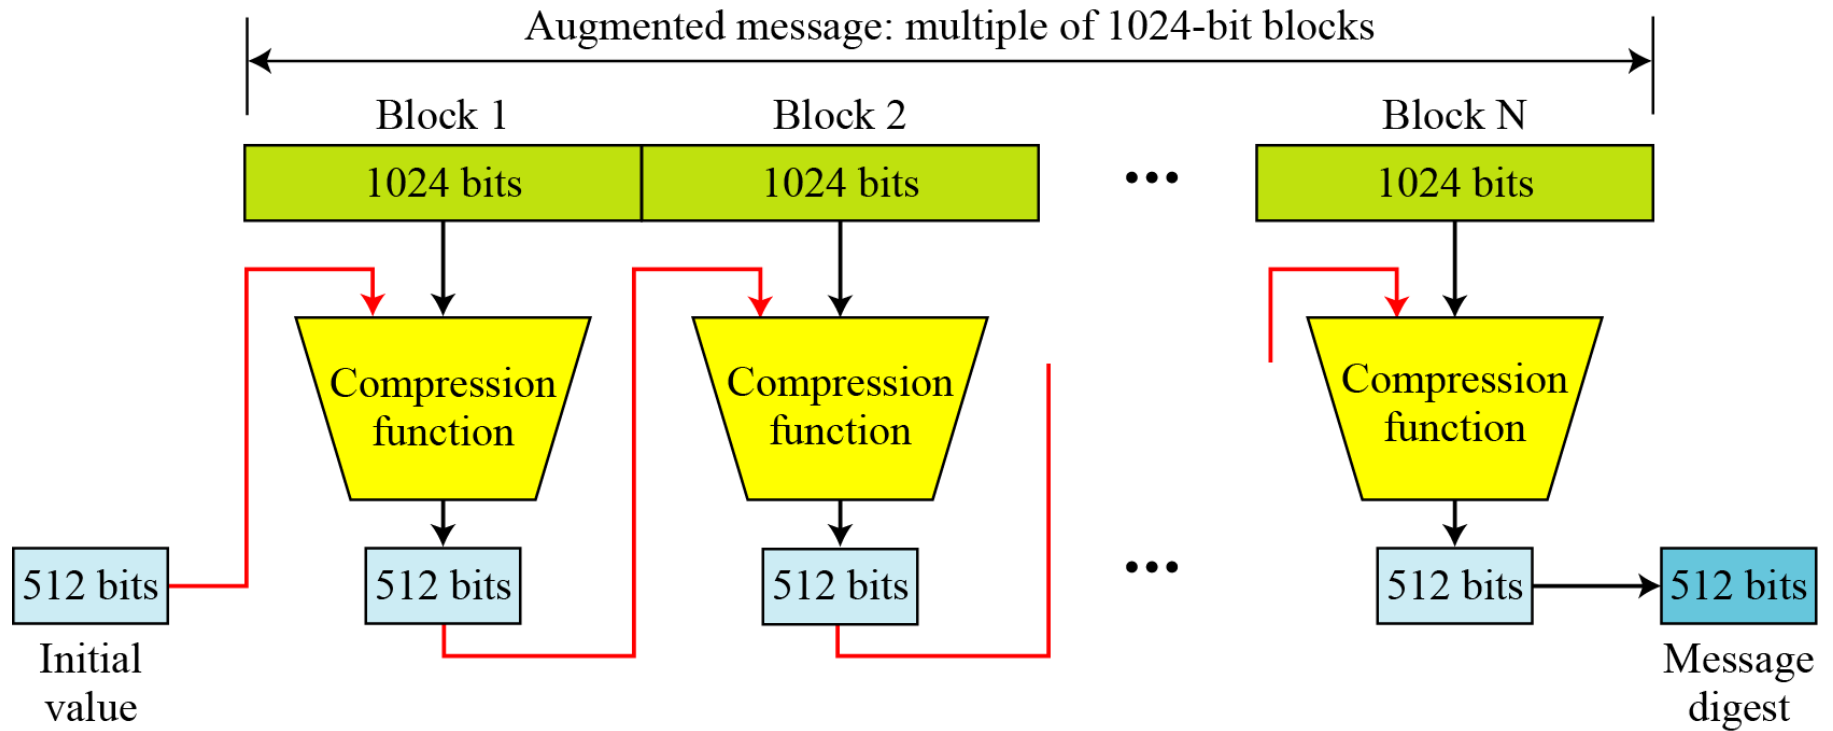 Augmented message: multiple of 1024-bit blocks
Block 1
Block 2
Block N
1024 bits
1024 bits
•••
1024 bits
Compression
function
Compression
function
Compression
function
512 bits
512 bits
512 bits
•••
512 bits
512 bits
Initial
value
Message
digest